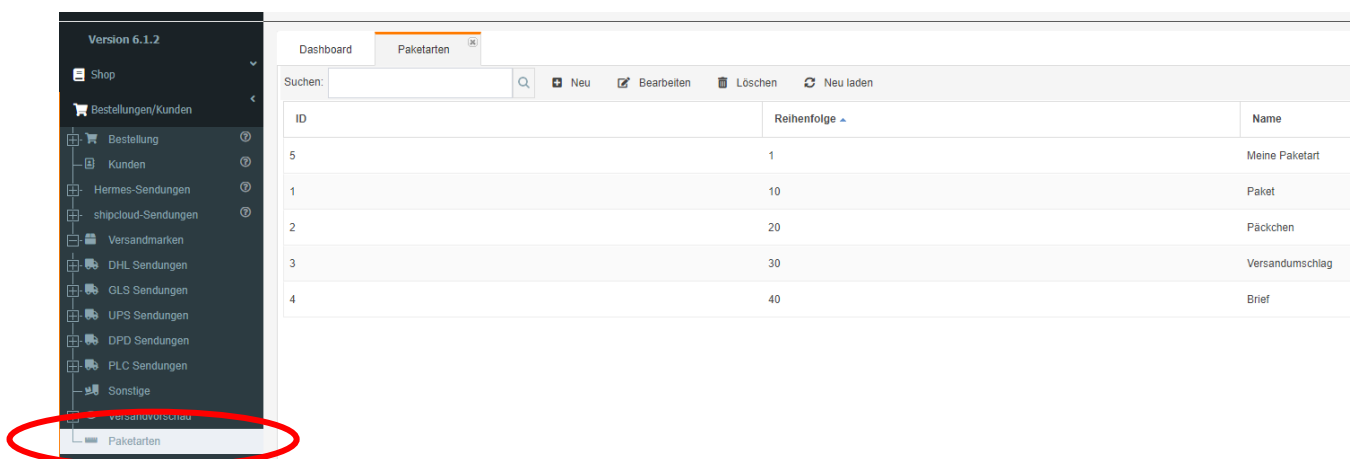 Version 6.1.2
Shop
Bestellungen/Kunden
Bestellung
Kunden
Hermes-Sendungen
shipcloud-Sendungen
Versandmarken
DHL Sendungen
GLS Sendungen
UPS Sendungen
DPD Sendungen
PLC Sendungen
Sonstige
Versandvorschau
Paketarten
Dashboard Paketarten
Suchen: Neu Bearbeiten Löschen Neu laden
ID Reihenfolge Name
5 1 Meine Paketart
1 10 Paket
2 20 Päckchen
3 30 Versandumschlag
4 40 Brief